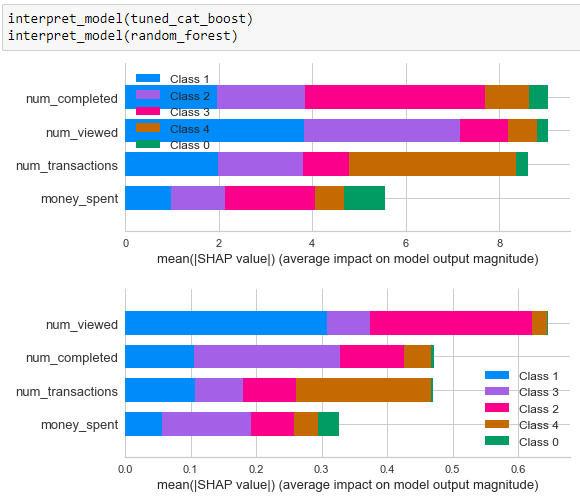 interpret_model(tuned_cat_boost)
interpret_model(random_forest)
Class 1
num_completed
Class 2
Class 3
num_viewed
Class 4
Class 0
num_transactions
money_spent
0 2 4 6 8
mean(|SHAP value|) (average impact on model output magnitude)
num_viewed
num_completed
Class 1
num_transactions
Class 3
Class 2
money_spent
Class 4
Class 0
0.0 0.1 0.2 0.3 0.4 0.5 0.6
mean(|SHAP value|) (average impact on model output magnitude)